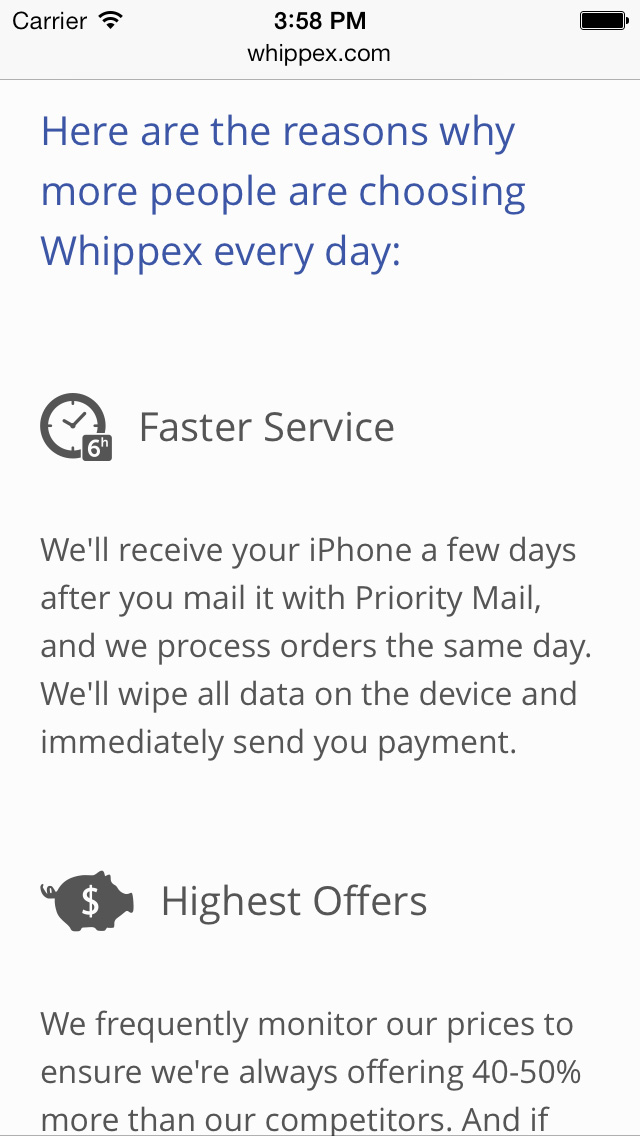 Carrier 3:58 PM
whippex.com
Here are the reasons why
more people are choosing
Whippex every day:
6h
Faster Service
We'll receive your iPhone a few days
after you mail it with Priority Mail,
and we process orders the same day.
We'll wipe all data on the device and
immediately send you payment.
$
Highest Offers
We frequently monitor our prices to
ensure we're always offering 40-50%
more than our competitors. And if